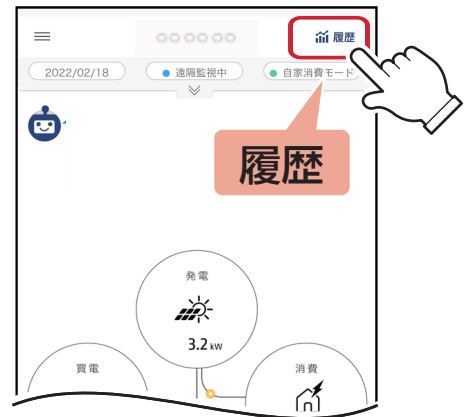 ○○○○○○
履歴
2022/02/18
遠隔監視中
自家消費モード
履歴
発電
3.2 kW
買電
消費